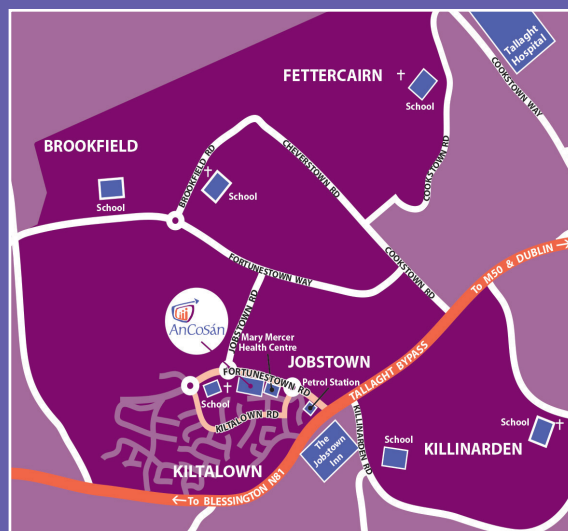 Tallaght
Hospital
FETTERCAIRN
School
COOKSTOWN WAY
BROOKFIELD
School
BROOKFIELD RD
School
CHEVERSTOWN RD
COOKSTOWN RD
COOKSTOWN RD
FORTUNESTOWN WAY
To M50 & DUBLIN
AnCoSán
JOBSTOWN RD
Mary Mercer
Health Centre
JOBSTOWN
TALLAGHT BYPASS
FORTUNESTOWN RD
Petrol Station
School
KILTALOWN RD
KILLINARDEN RD
School
KILTALOWN
The
Jobstown
Inn
School
KILLINARDEN
To BLESSINGTON N81